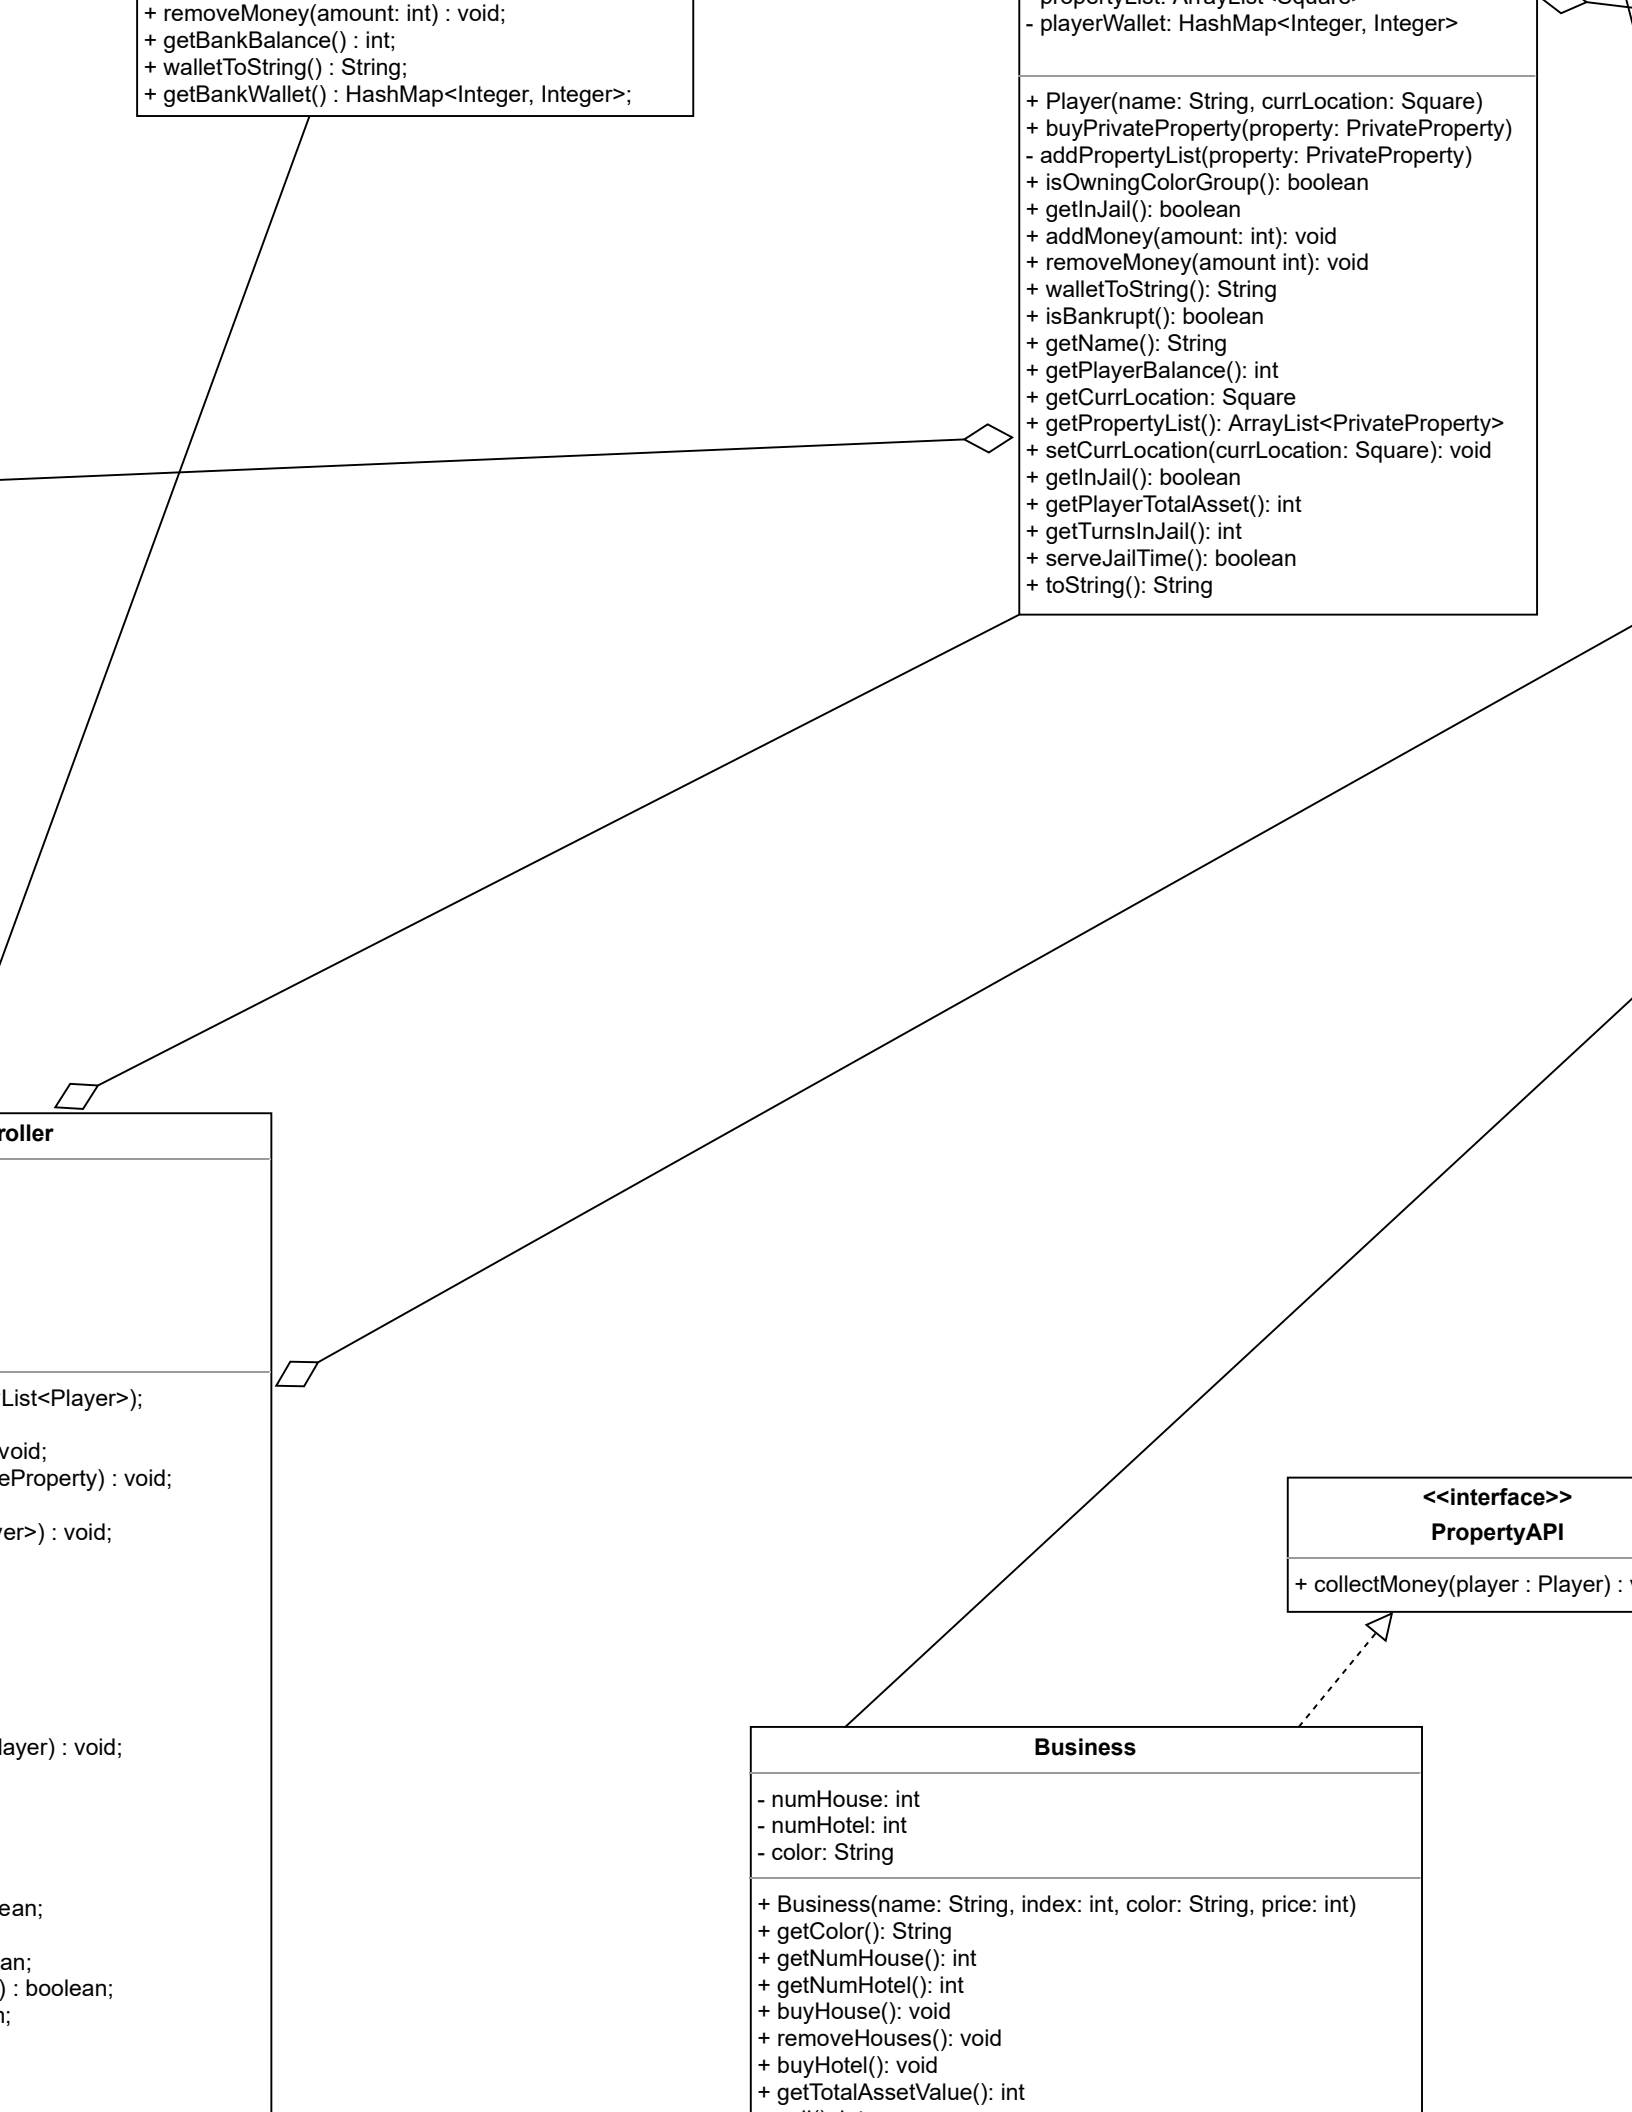 + removeMoney(amount: int) : void;
+ getBankBalance() : int;
+ walletToString() : String;
+ getBankWallet() : HashMap<Integer, Integer>;
- propertyList: ArrayList<Square>
- playerWallet: HashMap<Integer, Integer>
+ Player(name: String, currLocation: Square)
+ buyPrivateProperty(property: PrivateProperty)
- addPropertyList(property: PrivateProperty)
+ isOwningColorGroup(): boolean
+ getInJail(): boolean
+ addMoney(amount: int): void
+ removeMoney(amount int): void
+ walletToString(): String
+ isBankrupt(): boolean
+ getName(): String
+ getPlayerBalance(): int
+ getCurrLocation: Square
+ getPropertyList(): ArrayList<PrivateProperty>
+ setCurrLocation(currLocation: Square): void
+ getInJail(): boolean
+ getPlayerTotalAsset(): int
+ getTurnsInJail(): int
+ serveJailTime(): boolean
+ toString(): String
roller
List<Player>);
void;
eProperty) : void;
er>) : void;
layer) : void;
ean;
an;
) : boolean;
n;
<<interface>>
PropertyAPI
+ collectMoney(player : Player) :
Business
- numHouse: int
- numHotel: int
- color: String
+ Business(name: String, index: int, color: String, price: int)
+ getColor(): String
+ getNumHouse(): int
+ getNumHotel(): int
+ buyHouse(): void
+ removeHouses(): void
+ buyHotel(): void
+ getTotalAssetValue(): int